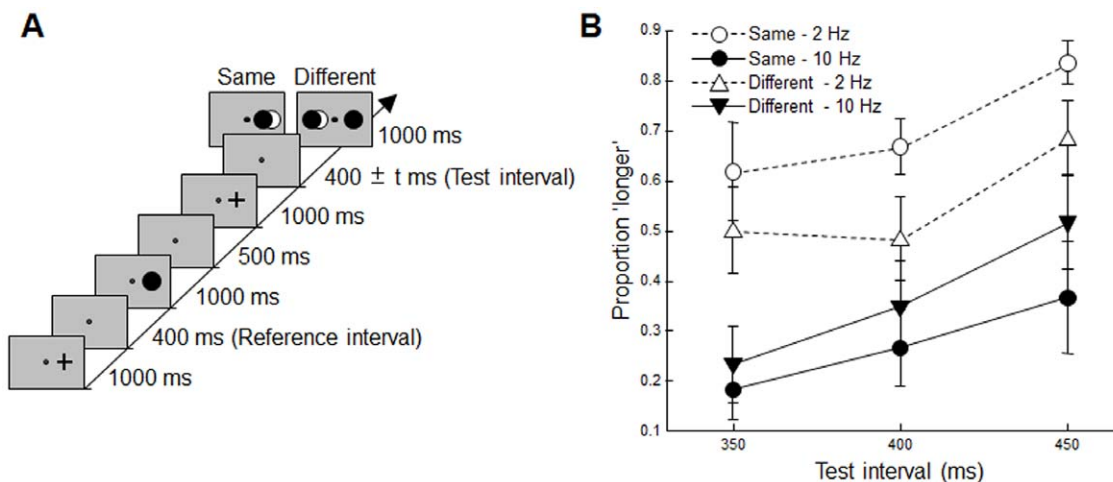 A
Same Different
1000 ms
400 ± t ms (Test interval)
1000 ms
500 ms
1000 ms
400 ms (Reference interval)
1000 ms
B
Same - 2 Hz
Same - 10 Hz
Different - 2 Hz
Different - 10 Hz
Proportion 'longer'
0.9
0.8
0.7
0.6
0.5
0.4
0.3
0.2
0.1
350 400 450
Test interval (ms)